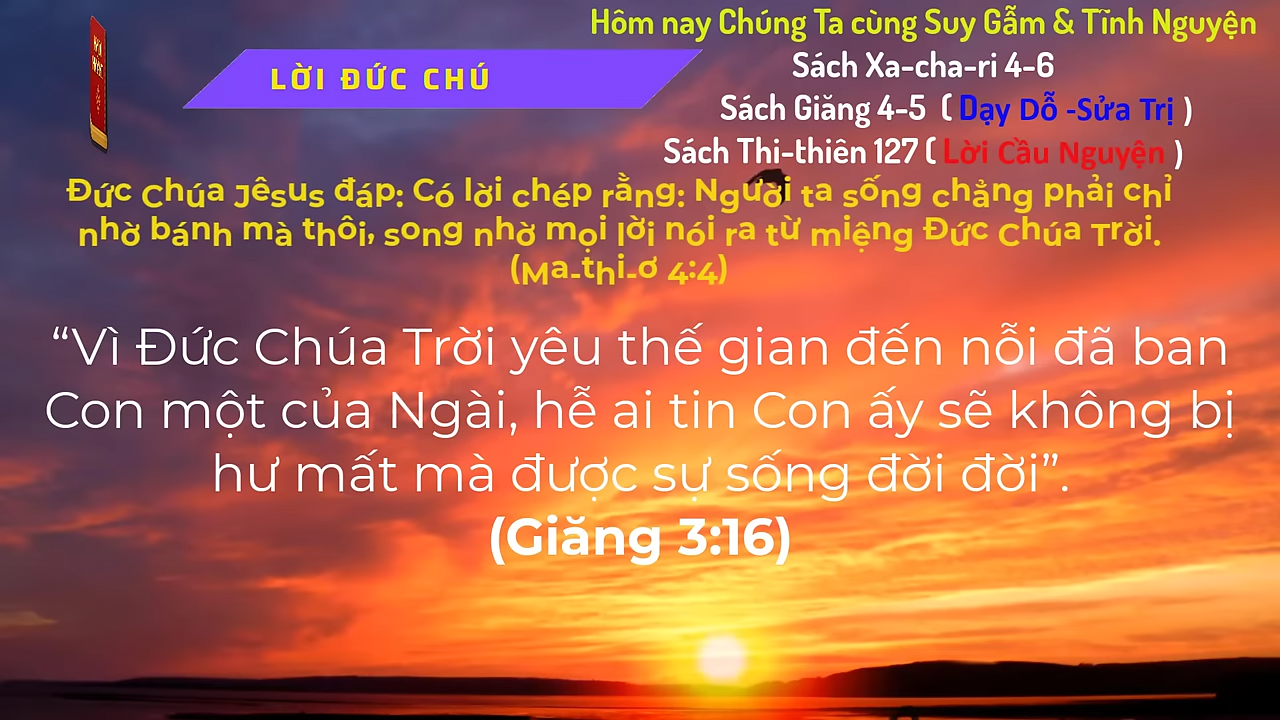 Hôm nay Chúng Ta cùng Suy Gẫm & Tĩnh Nguyện
LỜI ĐỨC CHÚ
Sách Xa-cha-ri 4-6
Sách Giăng 4-5 ( Dạy Dỗ -Sửa Trị )
Sách Thi-thiên 127 ( Lời Cầu Nguyện )
Đức Chúa Jêsus đáp: Có lời chép rằng: Người ta sống chẳng phải chỉ
nhờ bánh mà thôi, song nhờ mọi lời nói ra từ miệng Đức Chúa Trời.
(Ma-thi-ơ 4:4)
“Vì Đức Chúa Trời yêu thế gian đến nỗi đã ban
Con một của Ngài, hễ ai tin Con ấy sẽ không bị
hư mất mà được sự sống đời đời”.
(Giăng 3:16)